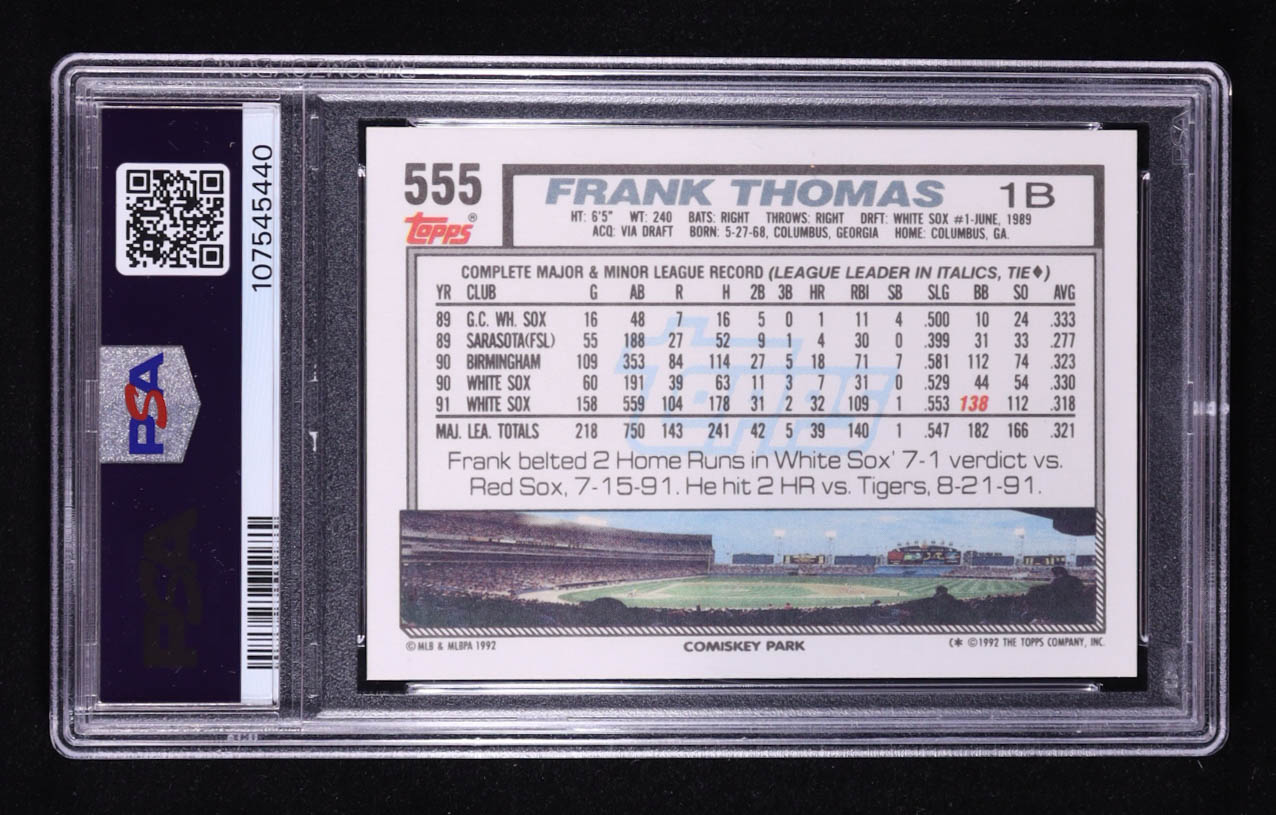 107545440
PSA
PSA
555
topps®
FRANK THOMAS 1B
HT: 6'5" WT: 240 BATS: RIGHT THROWS: RIGHT DRFT: WHITE SOX #1-JUNE, 1989
ACQ: VIA DRAFT BORN: 5-27-68, COLUMBUS, GEORGIA HOME: COLUMBUS, GA.
COMPLETE MAJOR & MINOR LEAGUE RECORD (LEAGUE LEADER IN ITALICS, TIE♦)
YR CLUB G AB R H 2B 3B HR RBI SB SLG BB SO AVG
89 G.C. WH. SOX 16 48 7 16 5 0 1 11 4 .500 10 24 .333
89 SARASOTA(FSL) 55 188 27 52 9 1 4 30 0 .399 31 33 .277
90 BIRMINGHAM 109 353 84 114 27 5 18 71 7 .581 112 74 .323
90 WHITE SOX 60 191 39 63 11 3 7 31 0 .529 44 54 .330
91 WHITE SOX 158 559 104 178 31 2 32 109 1 .553 138 112 .318
MAJ. LEA. TOTALS 218 750 143 241 42 5 39 140 1 .547 182 166 .321
topps
Frank belted 2 Home Runs in White Sox' 7-1 verdict vs.
Red Sox, 7-15-91. He hit 2 HR vs. Tigers, 8-21-91.
© MLB & MLBPA 1992 COMISKEY PARK (✻ ©1992 THE TOPPS COMPANY, INC.